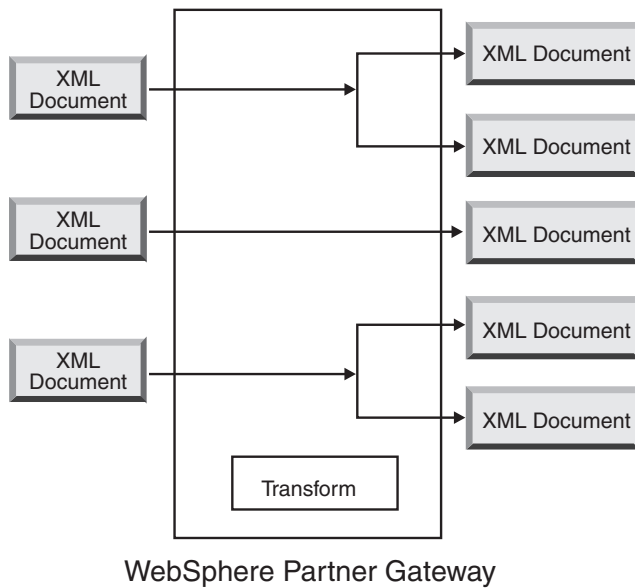 XML
Document
XML
Document
XML
Document
XML Document
XML Document
XML Document
XML Document
XML Document
Transform
WebSphere Partner Gateway